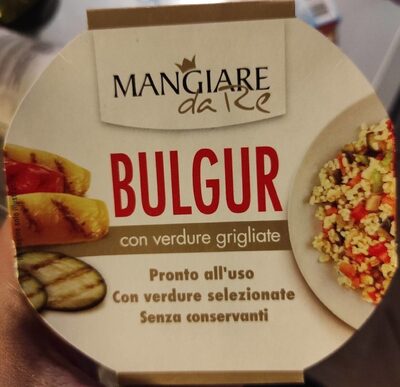 MANGIARE
da Re
BULGUR
con verdure grigliate
Pronto all'uso
Con verdure selezionate
Senza conservanti